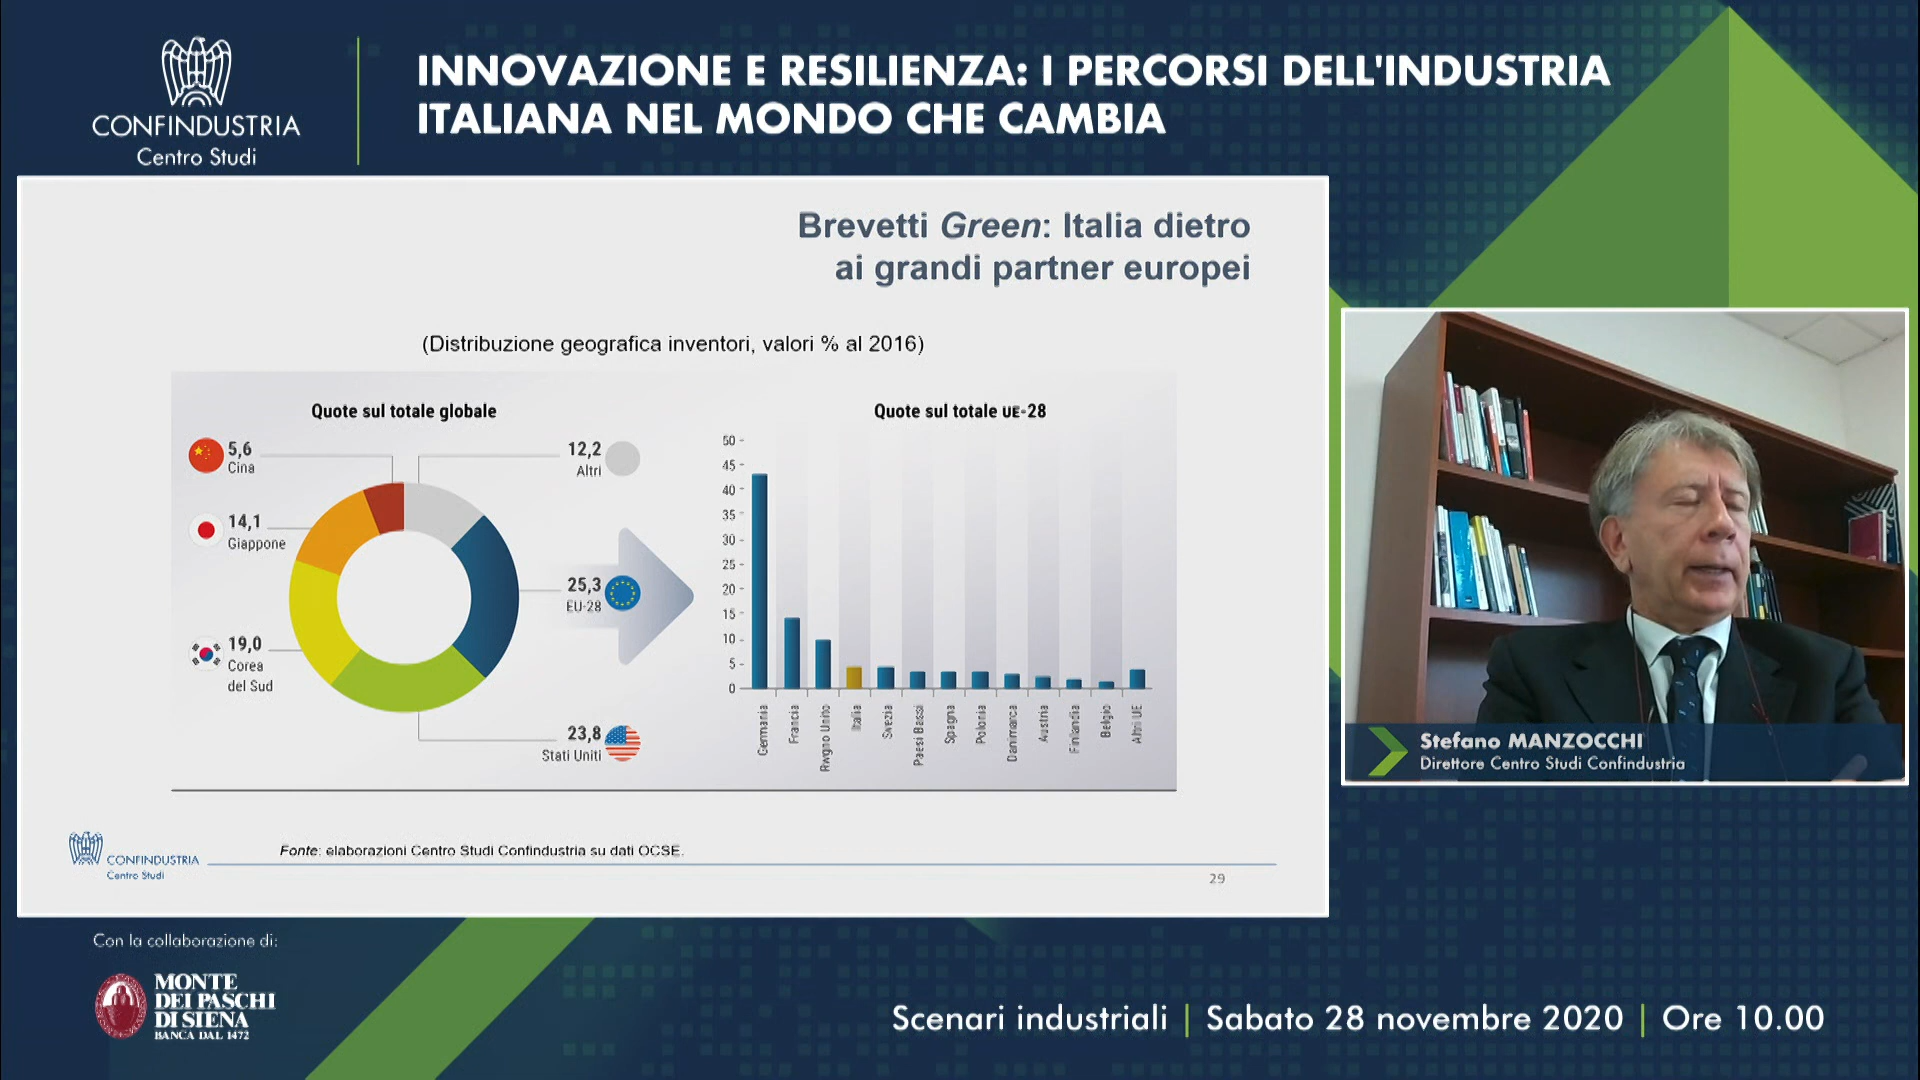 CONFINDUSTRIA
Centro Studi
INNOVAZIONE E RESILIENZA: I PERCORSI DELL'INDUSTRIA
ITALIANA NEL MONDO CHE CAMBIA
Brevetti Green: Italia dietro
ai grandi partner europei
(Distribuzione geografica inventori, valori % al 2016)
Quote sul totale globale
5,6
Cina
12,2
Altri
14,1
Giappone
25,3
EU-28
19,0
Corea
del Sud
23,8
Stati Uniti
Quote sul totale UE-28
50
45
40
35
30
25
20
15
10
5
0
Germania
Francia
Rwgno Unito
Italia
Svezia
Paesi Bassi
Spagna
Polonia
Danimarca
Austria
Finlandia
Belgio
Altri UE
CONFINDUSTRIA
Centro Studi
Fonte: elaborazioni Centro Studi Confindustria su dati OCSE.
29
Stefano MANZOCCHI
Direttore Centro Studi Confindustria
Con la collaborazione di:
MONTE
DEI PASCHI
DI SIENA
BANCA DAL 1472
Scenari industriali | Sabato 28 novembre 2020 | Ore 10.00